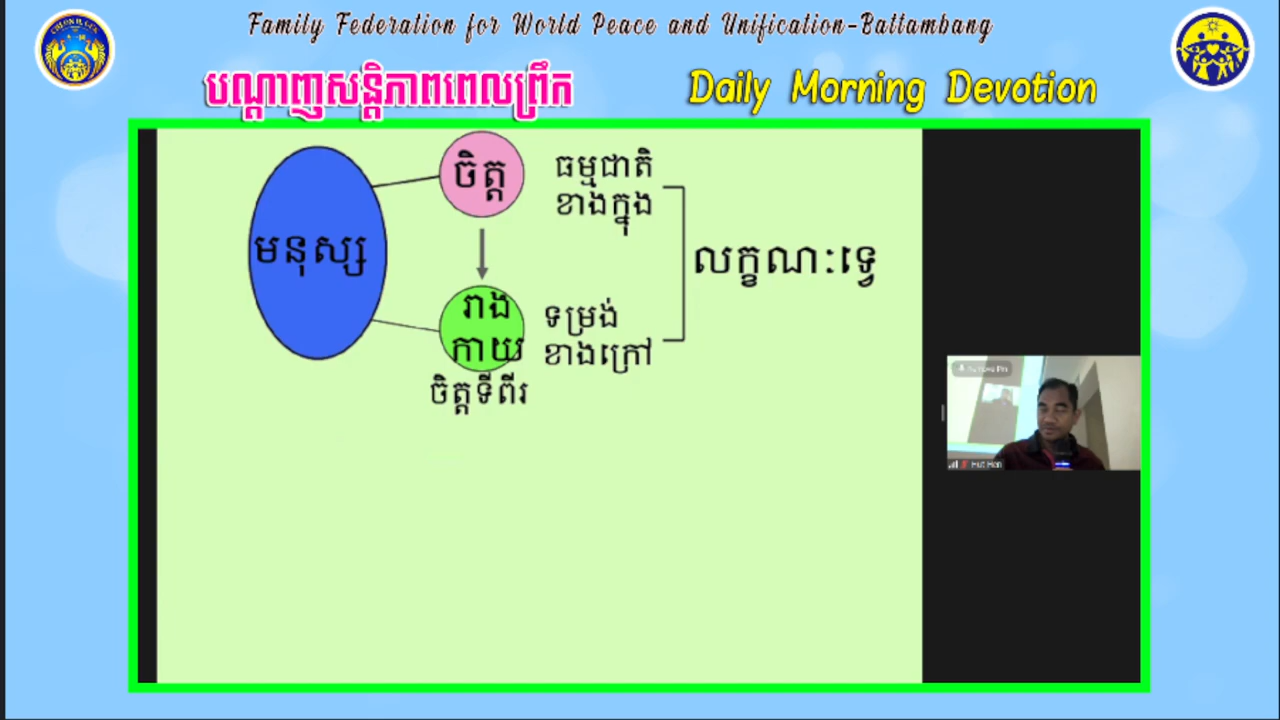 Family Federation for World Peace and Unification-Battambang
បណ្តាញសន្តិភាពពេលព្រឹក
Daily Morning Devotion
មនុស្ស
ចិត្ត
ធម្មជាតិ
ខាងក្នុង
លក្ខណៈទ្វេ
រាង
កាយ
ទម្រង់
ខាងក្រៅ
ចិត្តទីពីរ